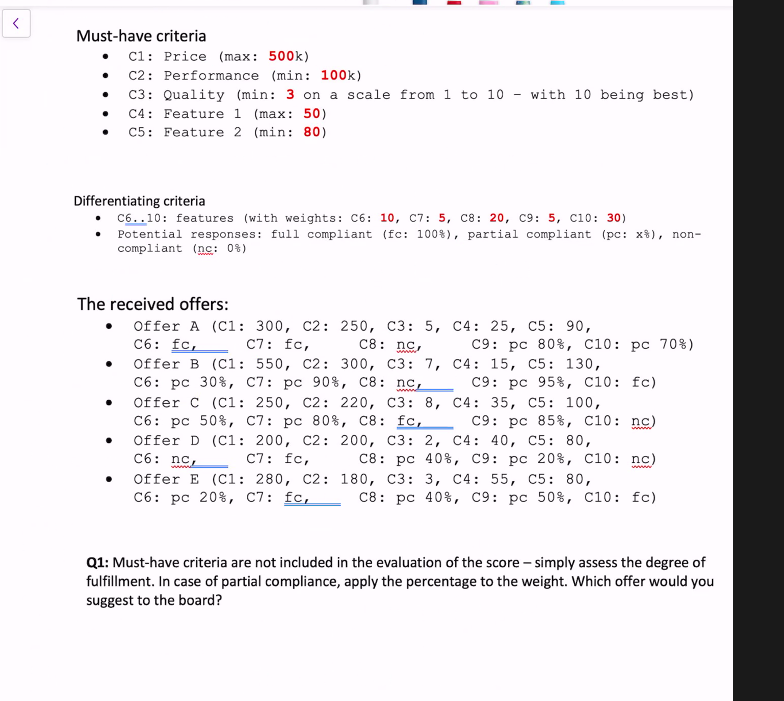 Must-have criteria
• C1: Price (max: 500k)
• C2: Performance (min: 100k)
• C3: Quality (min: 3 on a scale from 1 to 10 – with 10 being best)
• C4: Feature 1 (max: 50)
• C5: Feature 2 (min: 80)
Differentiating criteria
• C6..10: features (with weights: C6: 10, C7: 5, C8: 20, C9: 5, C10: 30)
• Potential responses: full compliant (fc: 100%), partial compliant (pc: x%), non-
compliant (nc: 0%)
The received offers:
• Offer A (C1: 300, C2: 250, C3: 5, C4: 25, C5: 90,
C6: fc, C7: fc, C8: nc, C9: pc 80%, C10: pc 70%)
• Offer B (C1: 550, C2: 300, C3: 7, C4: 15, C5: 130,
C6: pc 30%, C7: pc 90%, C8: nc, C9: pc 95%, C10: fc)
• Offer C (C1: 250, C2: 220, C3: 8, C4: 35, C5: 100,
C6: pc 50%, C7: pc 80%, C8: fc, C9: pc 85%, C10: nc)
• Offer D (C1: 200, C2: 200, C3: 2, C4: 40, C5: 80,
C6: nc, C7: fc, C8: pc 40%, C9: pc 20%, C10: nc)
• Offer E (C1: 280, C2: 180, C3: 3, C4: 55, C5: 80,
C6: pc 20%, C7: fc, C8: pc 40%, C9: pc 50%, C10: fc)
Q1: Must-have criteria are not included in the evaluation of the score – simply assess the degree of
fulfillment. In case of partial compliance, apply the percentage to the weight. Which offer would you
suggest to the board?